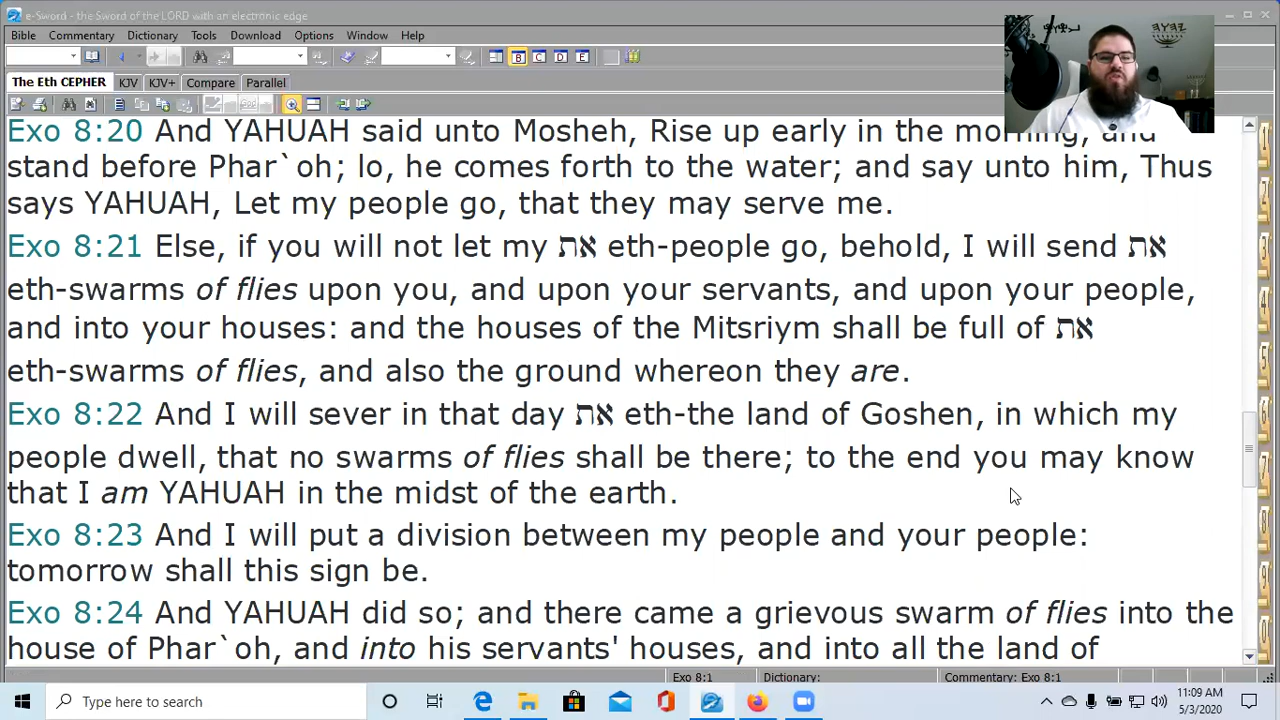 e-Sword - the Sword of the LORD with an electronic edge
Bible Commentary Dictionary Tools Download Options Window Help
B C D E
The Eth CEPHER KJV KJV+ Compare Parallel
Exo 8:20 And YAHUAH said unto Mosheh, Rise up early in the morning, and
stand before Phar`oh; lo, he comes forth to the water; and say unto him, Thus
says YAHUAH, Let my people go, that they may serve me.
Exo 8:21 Else, if you will not let my את eth-people go, behold, I will send את
eth-swarms of flies upon you, and upon your servants, and upon your people,
and into your houses: and the houses of the Mitsriym shall be full of את
eth-swarms of flies, and also the ground whereon they are.
Exo 8:22 And I will sever in that day את eth-the land of Goshen, in which my
people dwell, that no swarms of flies shall be there; to the end you may know
that I am YAHUAH in the midst of the earth.
Exo 8:23 And I will put a division between my people and your people:
tomorrow shall this sign be.
Exo 8:24 And YAHUAH did so; and there came a grievous swarm of flies into the
house of Phar`oh, and into his servants' houses, and into all the land of
Exo 8:1 Dictionary: Commentary: Exo 8:1
Type here to search
11:09 AM
5/3/2020